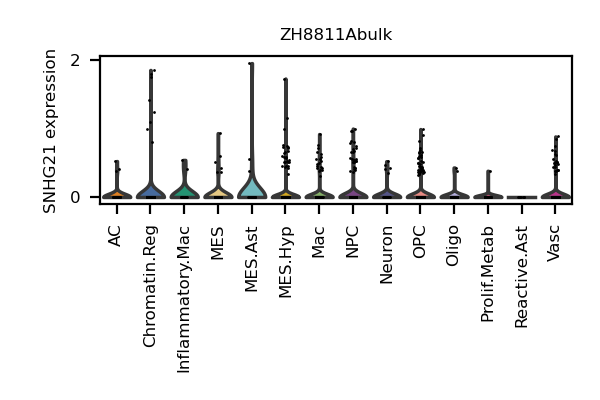 ZH8811Abulk
SNHG21 expression
2
0
AC
Chromatin.Reg
Inflammatory.Mac
MES
MES.Ast
MES.Hyp
Mac
NPC
Neuron
OPC
Oligo
Prolif.Metab
Reactive.Ast
Vasc